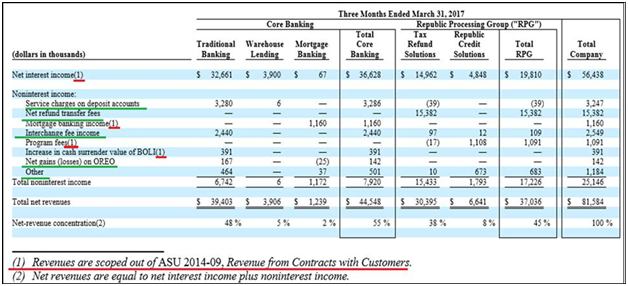 Three Months Ended March 31, 2017
Core Banking Republic Processing Group ("RPG")
Total Tax Republic
Traditional Warehouse Mortgage Core Refund Credit Total Total
(dollars in thousands) Banking Lending Banking Banking Solutions Solutions RPG Company
Net interest income(1) $ 32,661 $ 3,900 $ 67 $ 36,628 $ 14,962 $ 4,848 $ 19,810 $ 56,438
Noninterest income:
Service charges on deposit accounts 3,280 6 — 3,286 (39) — (39) 3,247
Net refund transfer fees — — — — 15,382 — 15,382 15,382
Mortgage banking income(1) — — 1,160 1,160 — — — 1,160
Interchange fee income 2,440 — — 2,440 97 12 109 2,549
Program fees(1) — — — — (17) 1,108 1,091 1,091
Increase in cash surrender value of BOLI(1) 391 — — 391 — — — 391
Net gains (losses) on OREO 167 — (25) 142 — — — 142
Other 464 — 37 501 10 673 683 1,184
Total noninterest income 6,742 6 1,172 7,920 15,433 1,793 17,226 25,146
Total net revenues $ 39,403 $ 3,906 $ 1,239 $ 44,548 $ 30,395 $ 6,641 $ 37,036 $ 81,584
Net-revenue concentration(2) 48 % 5 % 2 % 55 % 38 % 8 % 45 % 100 %
(1) Revenues are scoped out of ASU 2014-09, Revenue from Contracts with Customers.
(2) Net revenues are equal to net interest income plus noninterest income.